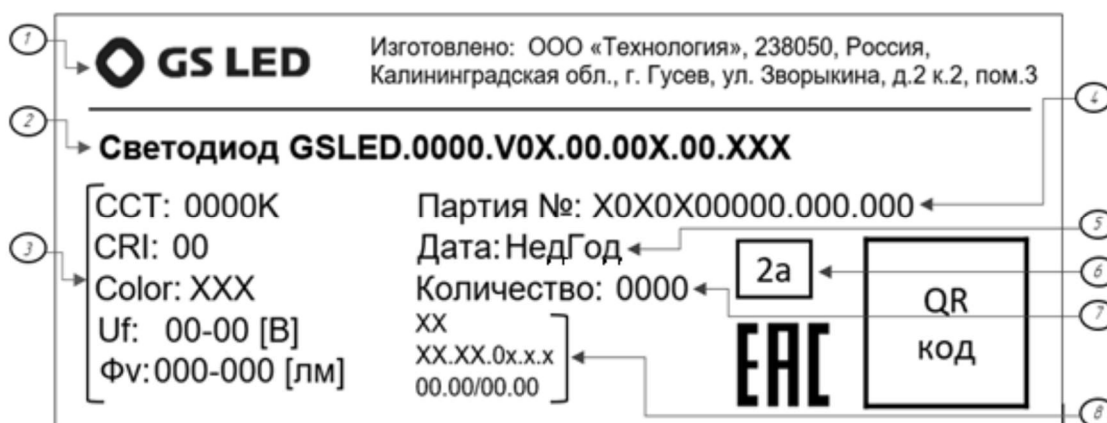 1
GS LED
Изготовлено: ООО «Технология», 238050, Россия,
Калининградская обл., г. Гусев, ул. Зворыкина, д.2 к.2, пом.3
4
2
Светодиод GSLED.0000.V0X.00.00X.00.XXX
3
CCT: 0000K
CRI: 00
Color: XXX
Uf: 00-00 [В]
Фv:000-000 [лм]
Партия №: X0X0X00000.000.000
Дата:НедГод
Количество: 0000
XX
XX.XX.0x.x.x
00.00/00.00
2а
EAC
QR
код
5
6
7
8